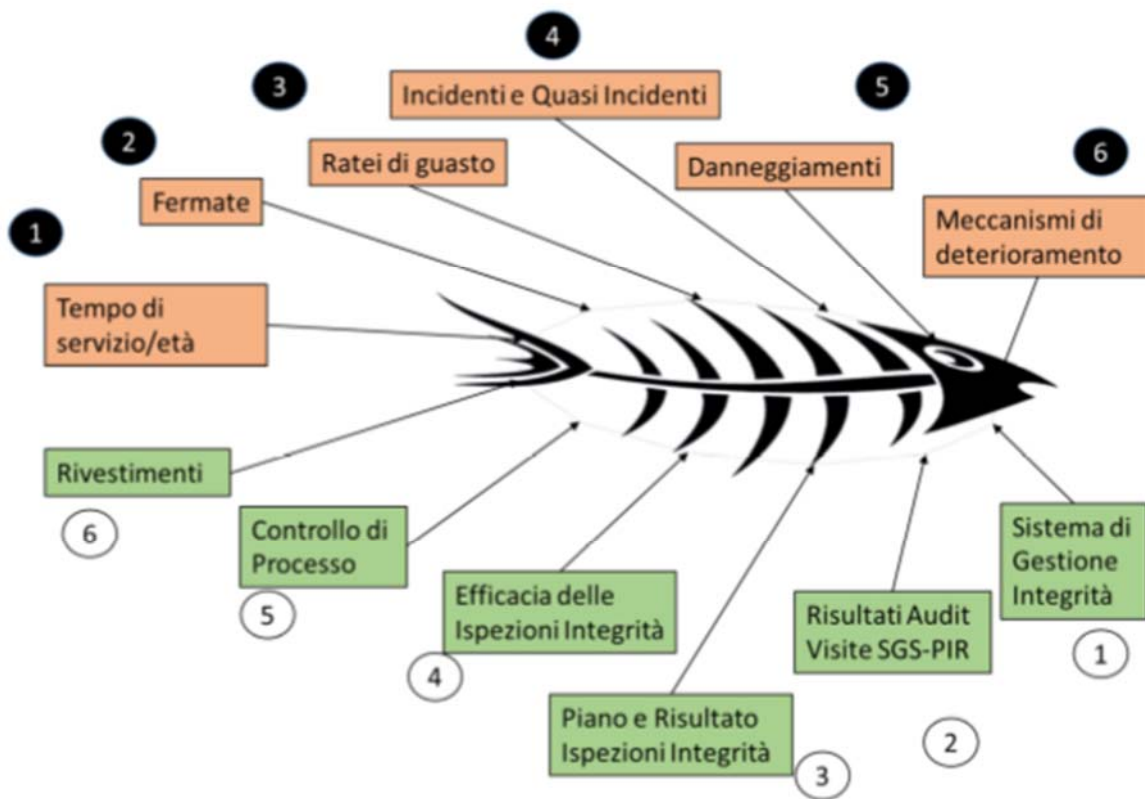 4
3
Incidenti e Quasi Incidenti
5
2
Ratei di guasto
Danneggiamenti
6
Fermate
1
Meccanismi di
deterioramento
Tempo di
servizio/età
Rivestimenti
6
Controllo di
Processo
5
Efficacia delle
Ispezioni Integrità
4
Piano e Risultato
Ispezioni Integrità
3
Risultati Audit
Visite SGS-PIR
2
Sistema di
Gestione
Integrità
1